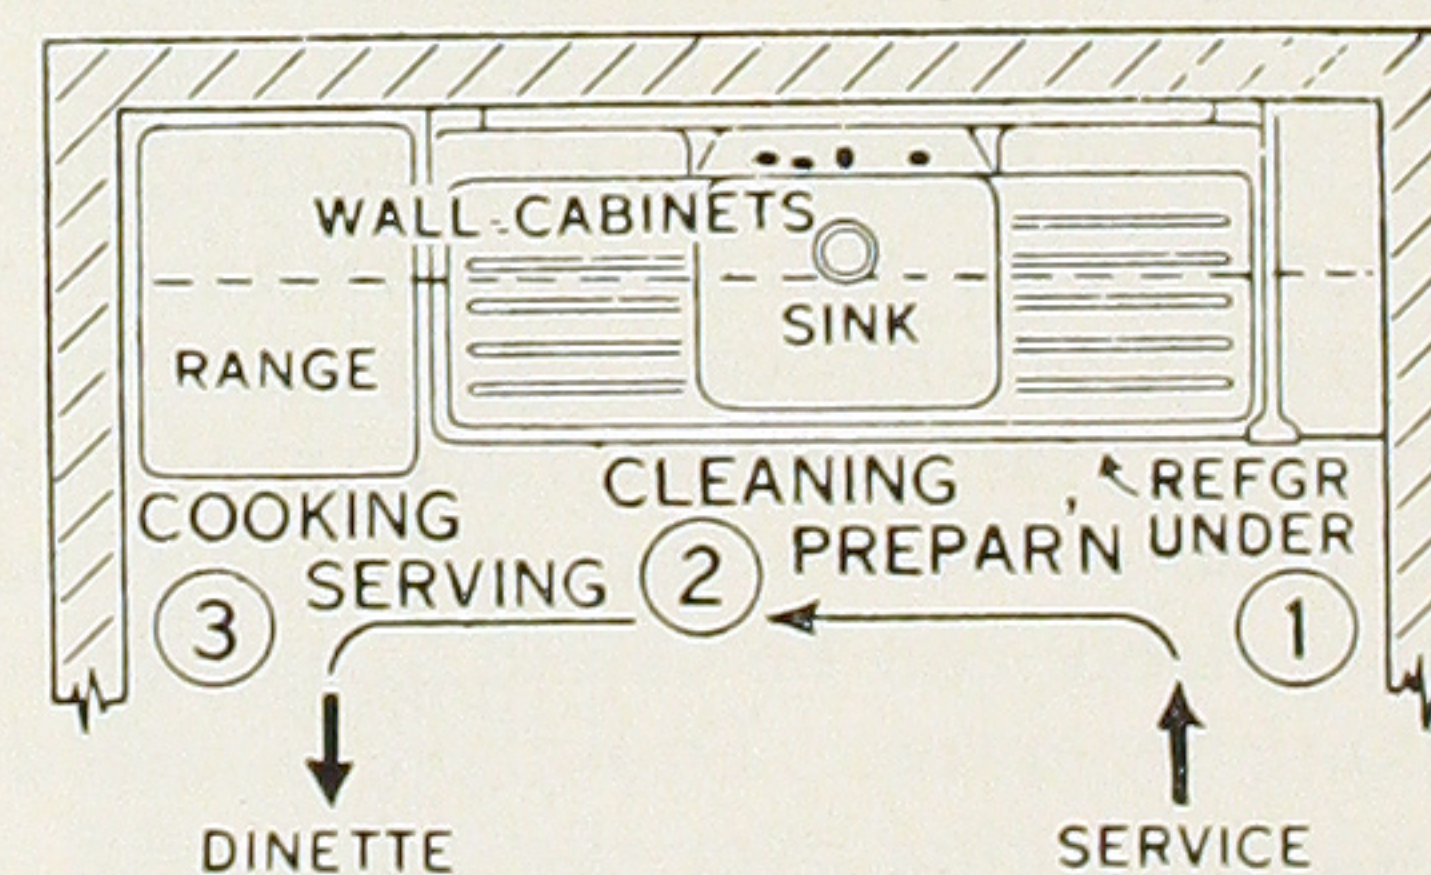 WALL-CABINETS
SINK
RANGE
CLEANING
REFGR
COOKING
PREPAR'N
UNDER
SERVING
2
3
1
DINETTE
SERVICE